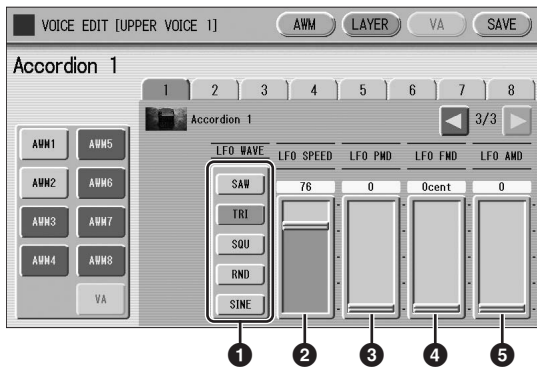 VOICE EDIT [UPPER VOICE 1] AWM LAYER VA SAVE
Accordion 1
1 2 3 4 5 6 7 8
Accordion 1 3/3
LFO WAVE LFO SPEED LFO PMD LFO FMD LFO AMD
AWM1 AWM5
AWM2 AWM6
AWM3 AWM7
AWM4 AWM8
VA
SAW
TRI
SQU
RND
SINE
76 0 0cent 0
1 2 3 4 5